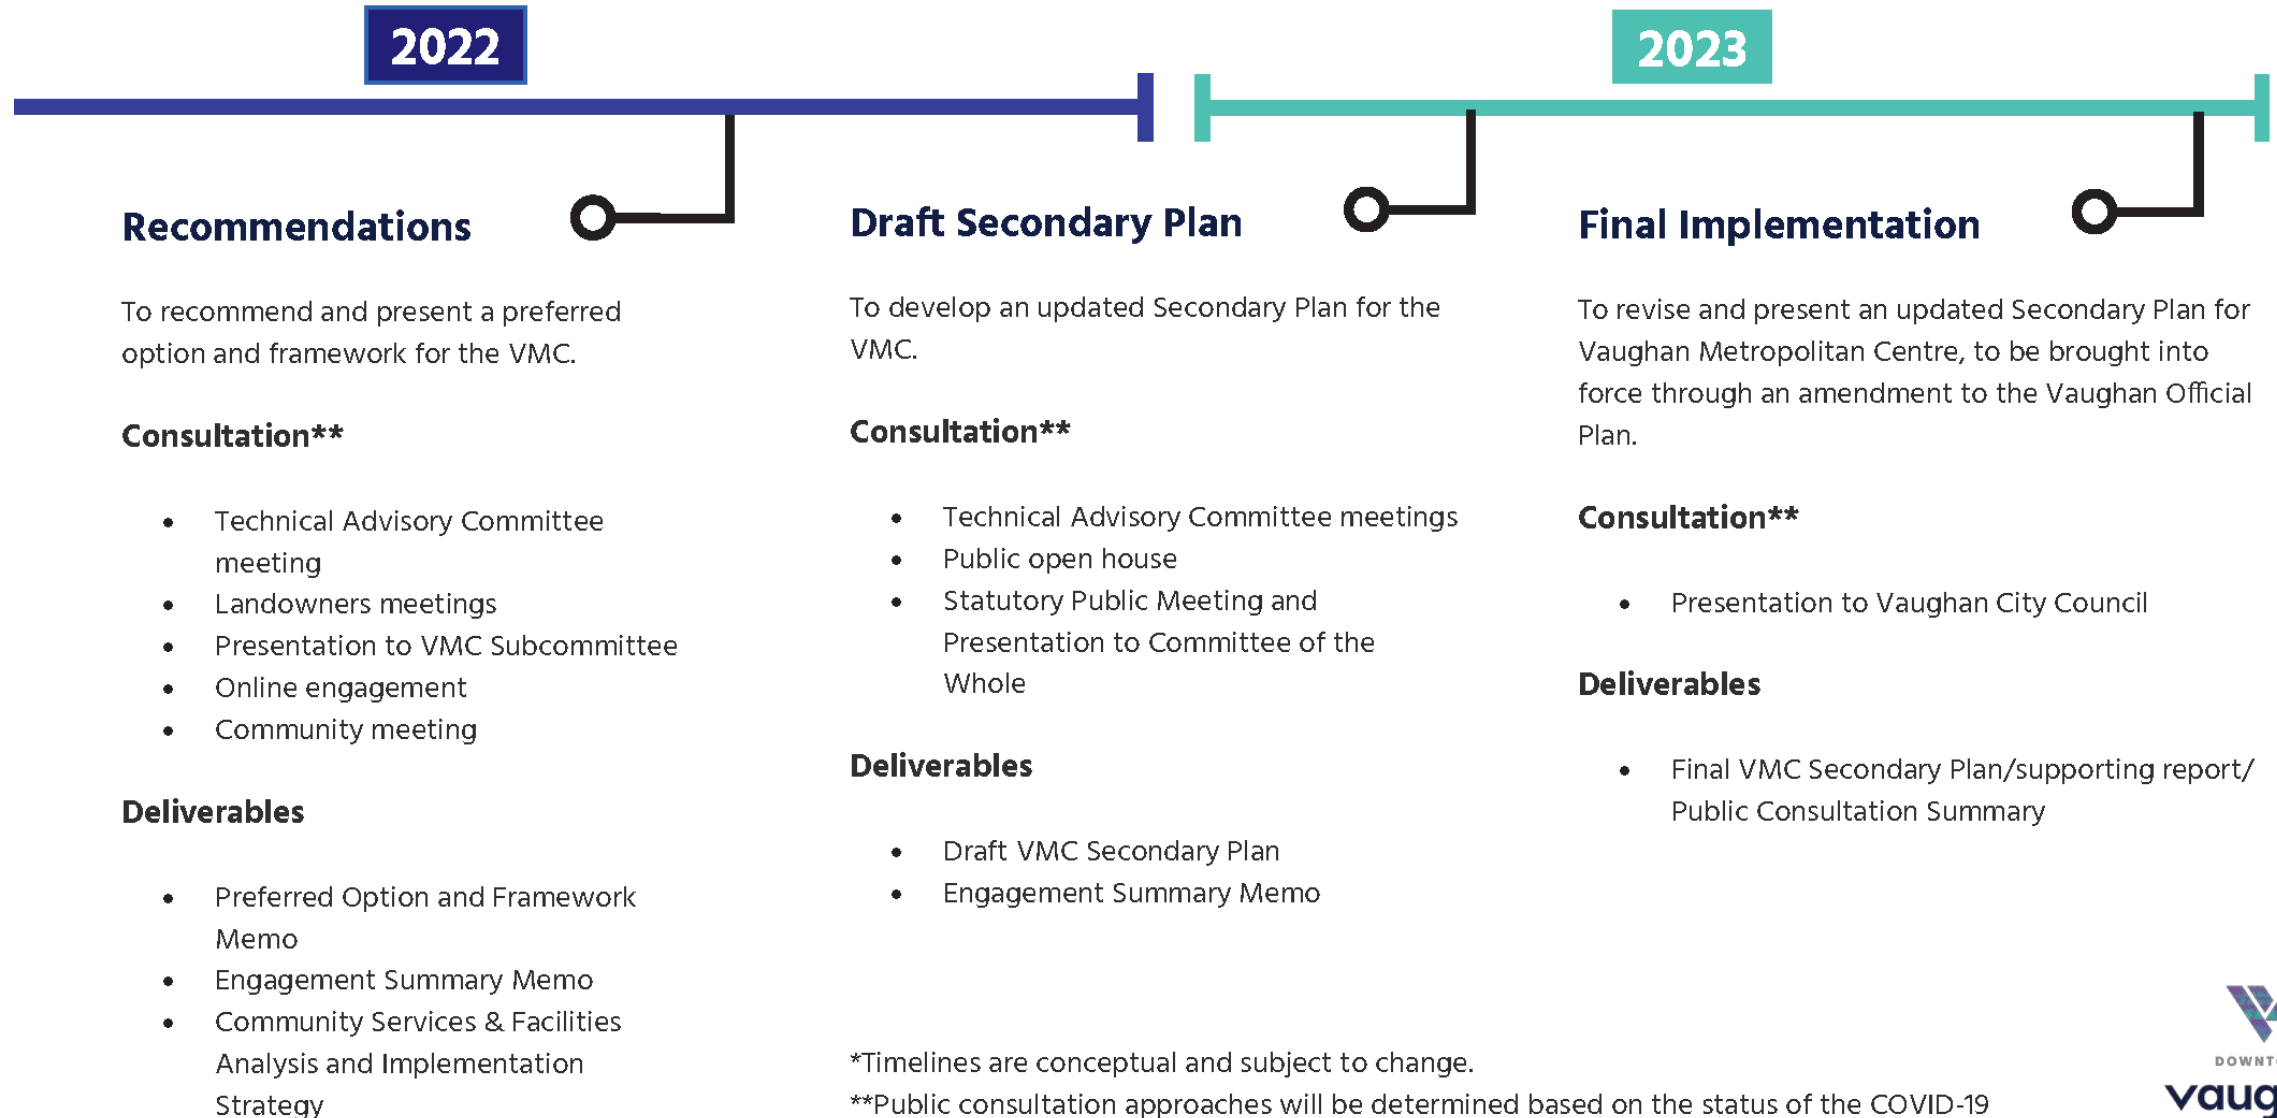 2022
2023
Recommendations
To recommend and present a preferred
option and framework for the VMC.
Consultation**
• Technical Advisory Committee
meeting
• Landowners meetings
• Presentation to VMC Subcommittee
• Online engagement
• Community meeting
Deliverables
• Preferred Option and Framework
Memo
• Engagement Summary Memo
• Community Services & Facilities
Analysis and Implementation
Strategy
Draft Secondary Plan
To develop an updated Secondary Plan for the
VMC.
Consultation**
• Technical Advisory Committee meetings
• Public open house
• Statutory Public Meeting and
Presentation to Committee of the
Whole
Deliverables
• Draft VMC Secondary Plan
• Engagement Summary Memo
Final Implementation
To revise and present an updated Secondary Plan for
Vaughan Metropolitan Centre, to be brought into
force through an amendment to the Vaughan Official
Plan.
Consultation**
• Presentation to Vaughan City Council
Deliverables
• Final VMC Secondary Plan/supporting report/
Public Consultation Summary
*Timelines are conceptual and subject to change.
**Public consultation approaches will be determined based on the status of the COVID-19